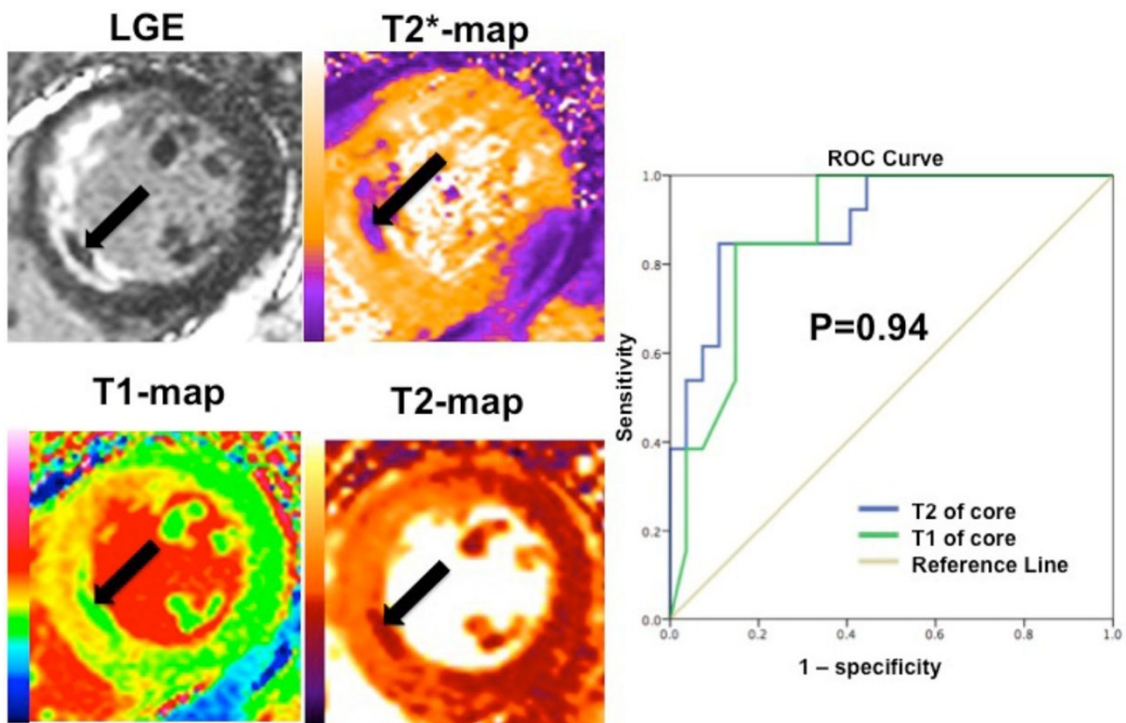 LGE
T2*-map
T1-map
T2-map
ROC Curve
1.0
0.8
0.6
0.4
0.2
0.0
Sensitivity
P=0.94
T2 of core
T1 of core
Reference Line
0.0
0.2
0.4
0.6
0.8
1.0
1 – specificity